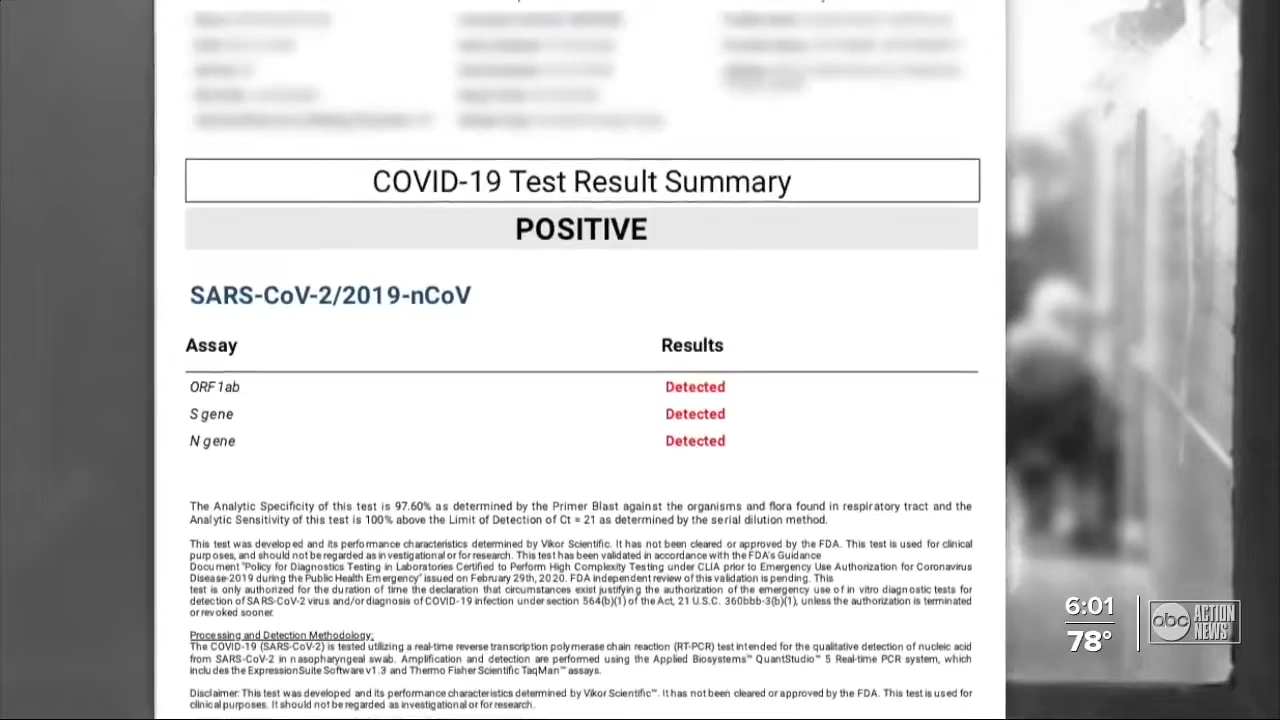 COVID-19 Test Result Summary
POSITIVE
SARS-CoV-2/2019-nCoV
Assay Results
ORF1ab Detected
S gene Detected
N gene Detected
The Analytic Specificity of this test is 97.60% as determined by the Primer Blast against the organisms and flora found in respiratory tract and the
Analytic Sensitivity of this test is 100% above the Limit of Detection of Ct = 21 as determined by the serial dilution method.
This test was developed and its performance characteristics determined by Vikor Scientific. It has not been cleared or approved by the FDA. This test is used for clinical
purposes, and should not be regarded as investigational or for research. This test has been validated in accordance with the FDA's Guidance
Document "Policy for Diagnostics Testing in Laboratories Certified to Perform High Complexity Testing under CLIA prior to Emergency Use Authorization for Coronavirus
Disease-2019 during the Public Health Emergency" issued on February 29th, 2020. FDA independent review of this validation is pending. This
test is only authorized for the duration of time the declaration that circumstances exist justifying the authorization of the emergency use of in vitro diagnostic tests for
detection of SARS-CoV-2 virus and/or diagnosis of COVID-19 infection under section 564(b)(1) of the Act, 21 U.S.C. 360bbb-3(b)(1), unless the authorization is terminated
or revoked sooner.
Processing and Detection Methodology:
The COVID-19 (SARS-CoV-2) is tested utilizing a real-time reverse transcription polymerase chain reaction (RT-PCR) test intended for the qualitative detection of nucleic acid
from SARS-CoV-2 in nasopharyngeal swab. Amplification and detection are performed using the Applied Biosystems™ QuantStudio™ 5 Real-time PCR system, which
includes the ExpressionSuite Software v1.3 and Thermo Fisher Scientific TaqMan™ assays.
Disclaimer: This test was developed and its performance characteristics determined by Vikor Scientific™. It has not been cleared or approved by the FDA. This test is used for
clinical purposes. It should not be regarded as investigational or for research.
6:01
78°
abc ACTION NEWS